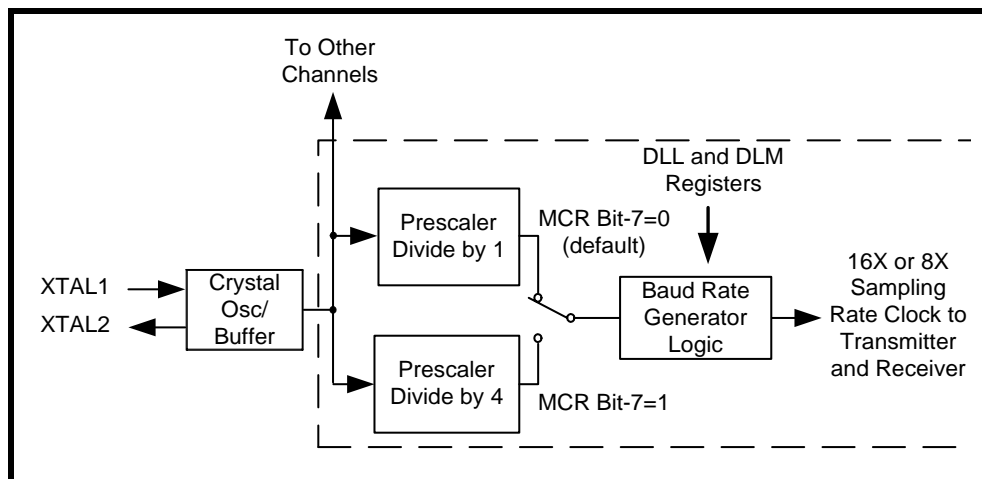 To Other
Channels
DLL and DLM
Registers
Prescaler
Divide by 1
MCR Bit-7=0
(default)
XTAL1
XTAL2
Crystal
Osc/
Buffer
Baud Rate
Generator
Logic
16X or 8X
Sampling
Rate Clock to
Transmitter
and Receiver
Prescaler
Divide by 4
MCR Bit-7=1